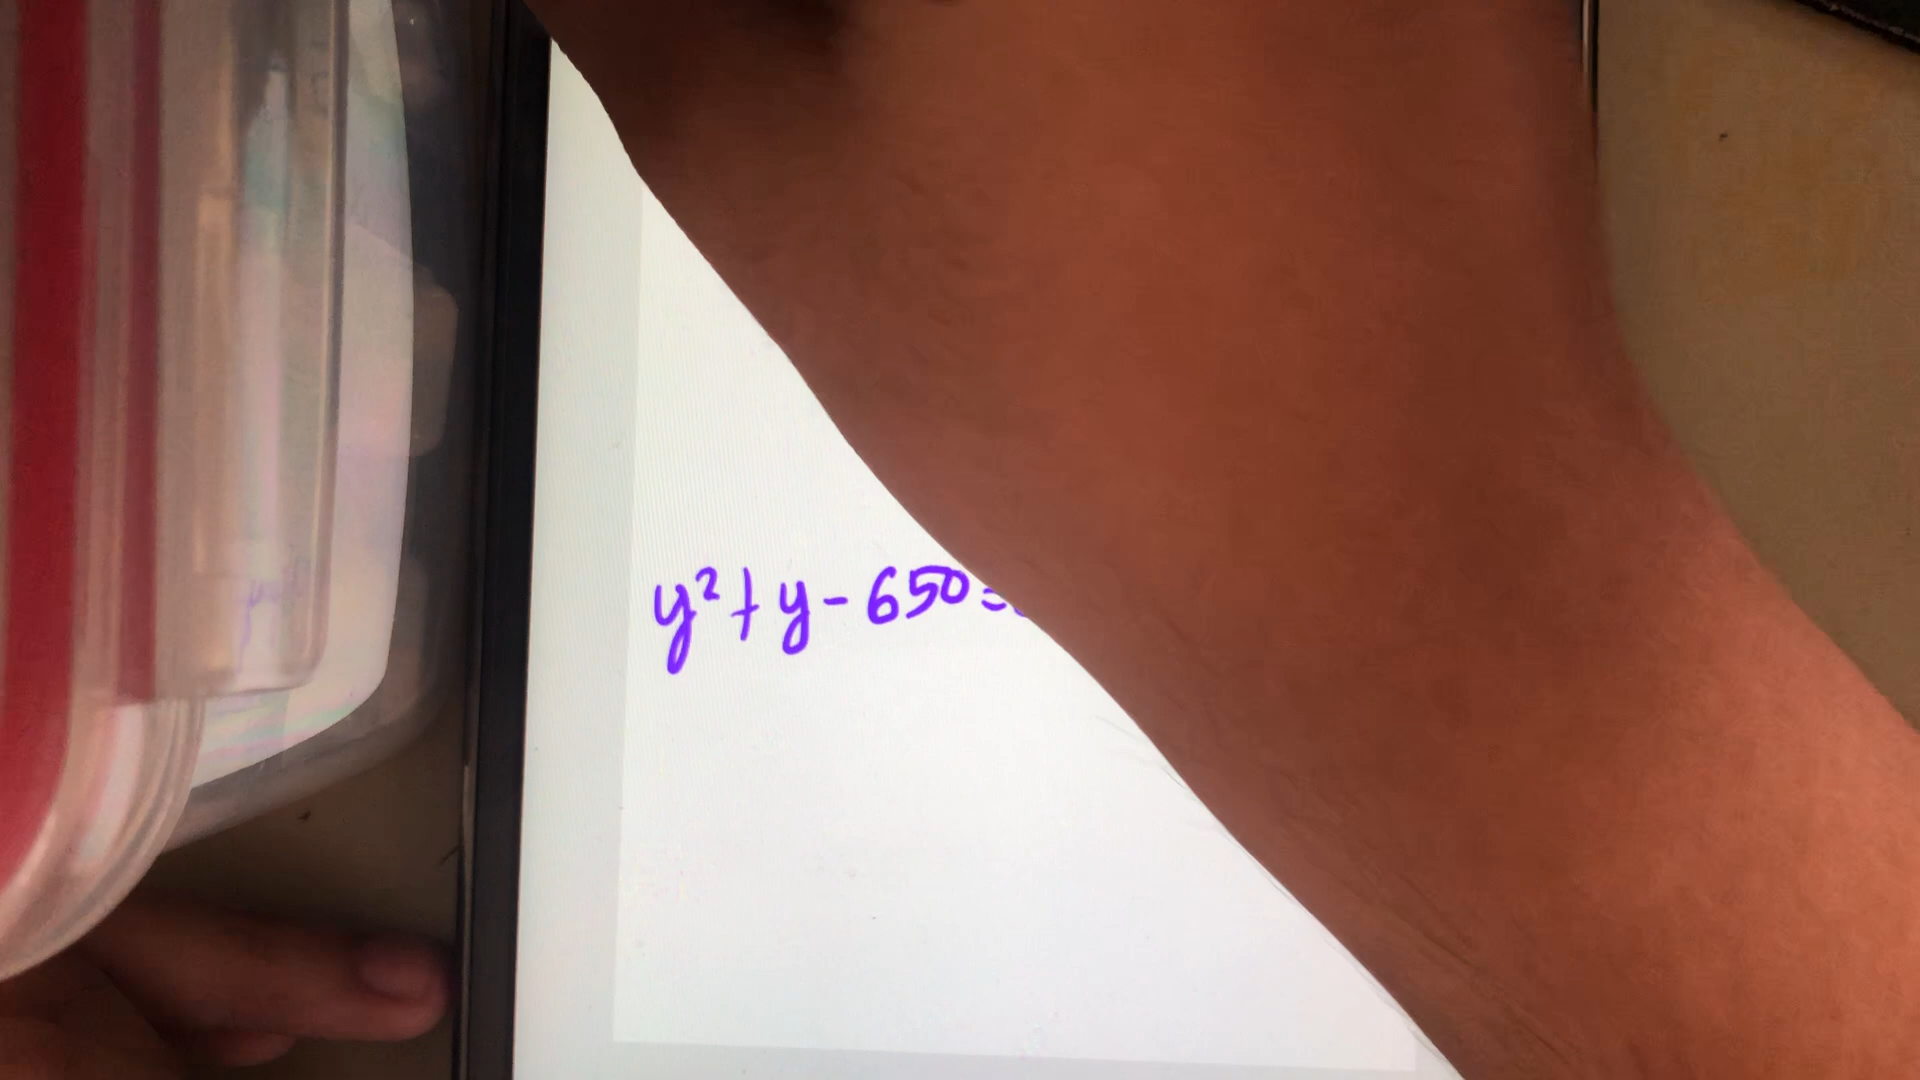 y² + y - 650 =